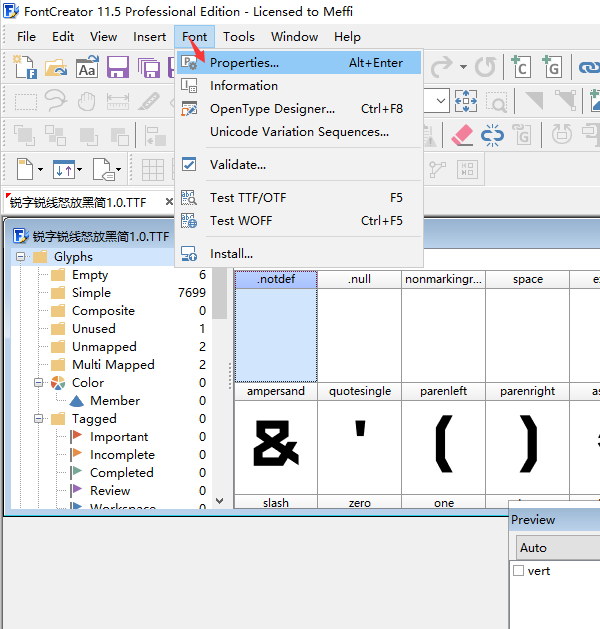 FontCreator 11.5 Professional Edition - Licensed to Meffi
File Edit View Insert Font Tools Window Help
Properties... Alt+Enter
Information
OpenType Designer... Ctrl+F8
Unicode Variation Sequences...
Validate...
Test TTF/OTF F5
Test WOFF Ctrl+F5
Install...
锐字锐线怒放黑简1.0.TTF
锐字锐线怒放黑简1.0.TTF
Glyphs
Empty 6
Simple 7699
Composite 0
Unused 1
Unmapped 2
Multi Mapped 2
Color 0
Member 0
Tagged 0
Important 0
Incomplete 0
Completed 0
Review 0
Workspace
.notdef .null nonmarkingr... space
ampersand quotesingle parenleft parenright
& ' ( )
slash zero one
Preview
Auto
vert